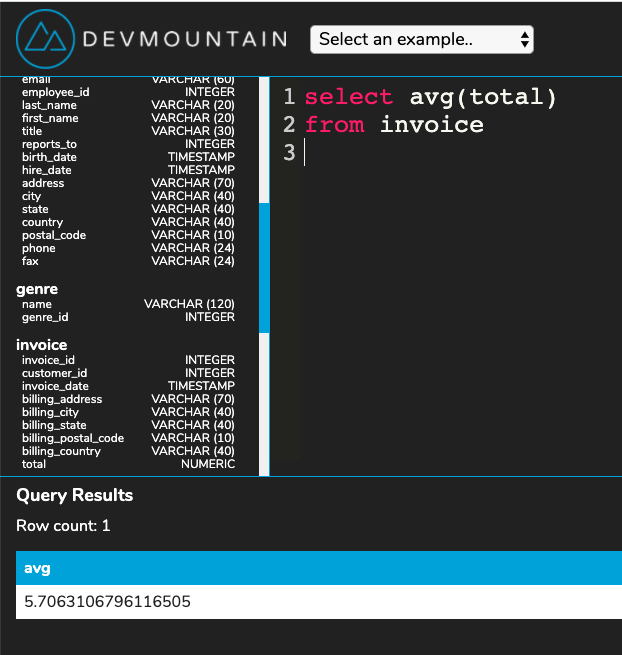 DEVMOUNTAIN
Select an example..
email VARCHAR (60)
employee_id INTEGER
last_name VARCHAR (20)
first_name VARCHAR (20)
title VARCHAR (30)
reports_to INTEGER
birth_date TIMESTAMP
hire_date TIMESTAMP
address VARCHAR (70)
city VARCHAR (40)
state VARCHAR (40)
country VARCHAR (40)
postal_code VARCHAR (10)
phone VARCHAR (24)
fax VARCHAR (24)
genre
name VARCHAR (120)
genre_id INTEGER
invoice
invoice_id INTEGER
customer_id INTEGER
invoice_date TIMESTAMP
billing_address VARCHAR (70)
billing_city VARCHAR (40)
billing_state VARCHAR (40)
billing_postal_code VARCHAR (10)
billing_country VARCHAR (40)
total NUMERIC
1 select avg(total)
2 from invoice
3
Query Results
Row count: 1
avg
5.7063106796116505